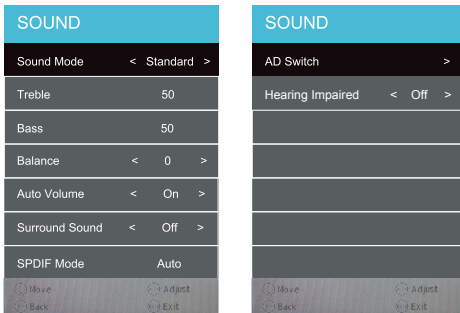 SOUND
Sound Mode < Standard >
Treble 50
Bass 50
Balance < 0 >
Auto Volume < On >
Surround Sound < Off >
SPDIF Mode Auto
Move Adjust
Back Exit
SOUND
AD Switch >
Hearing Impaired < Off >
Move Adjust
Back Exit